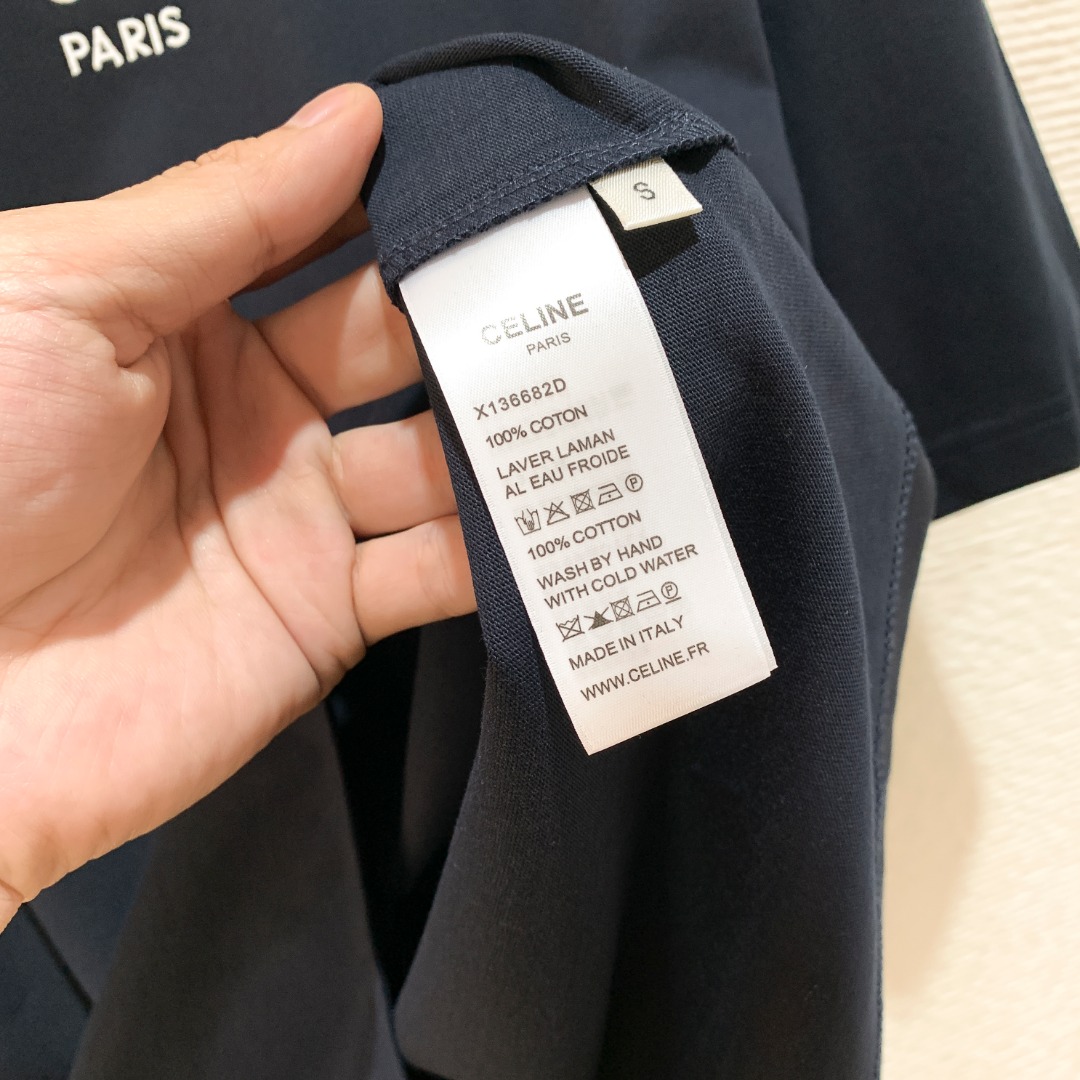 PARIS
S
CELINE
PARIS
X136682D
100% COTON
LAVER LAMAN
AL EAU FROIDE
100% COTTON
WASH BY HAND
WITH COLD WATER
MADE IN ITALY
WWW.CELINE.FR